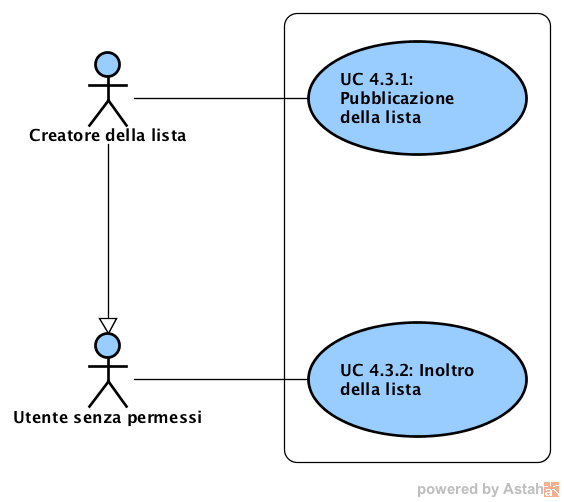 UC 4.3.1:
Pubblicazione
della lista
Creatore della lista
UC 4.3.2: Inoltro
della lista
Utente senza permessi
powered by Astah